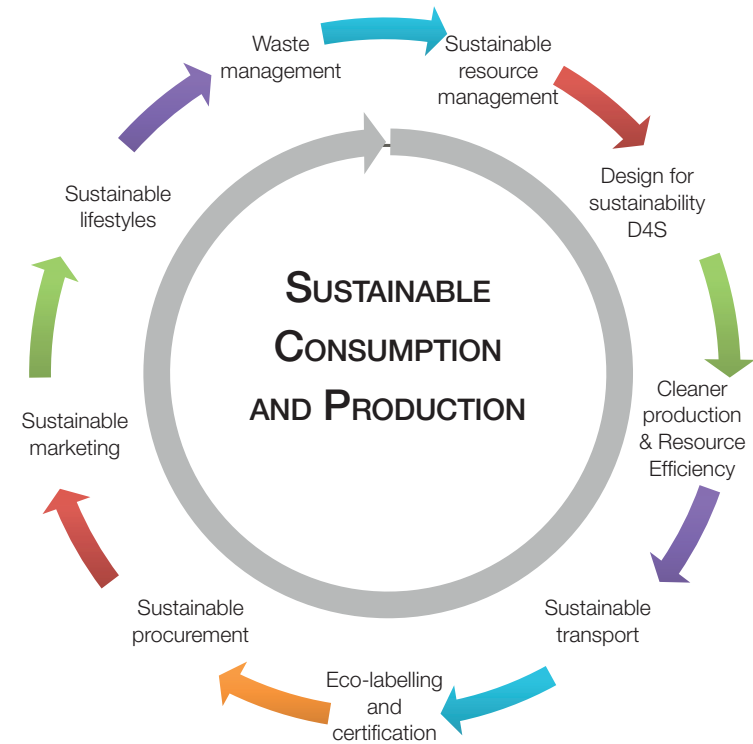 Waste
management
Sustainable
resource
management
Design for
sustainability
D4S
Cleaner
production
& Resource
Efficiency
Sustainable
transport
Eco-labelling
and
certification
Sustainable
procurement
Sustainable
marketing
Sustainable
lifestyles
SUSTAINABLE
CONSUMPTION
AND PRODUCTION